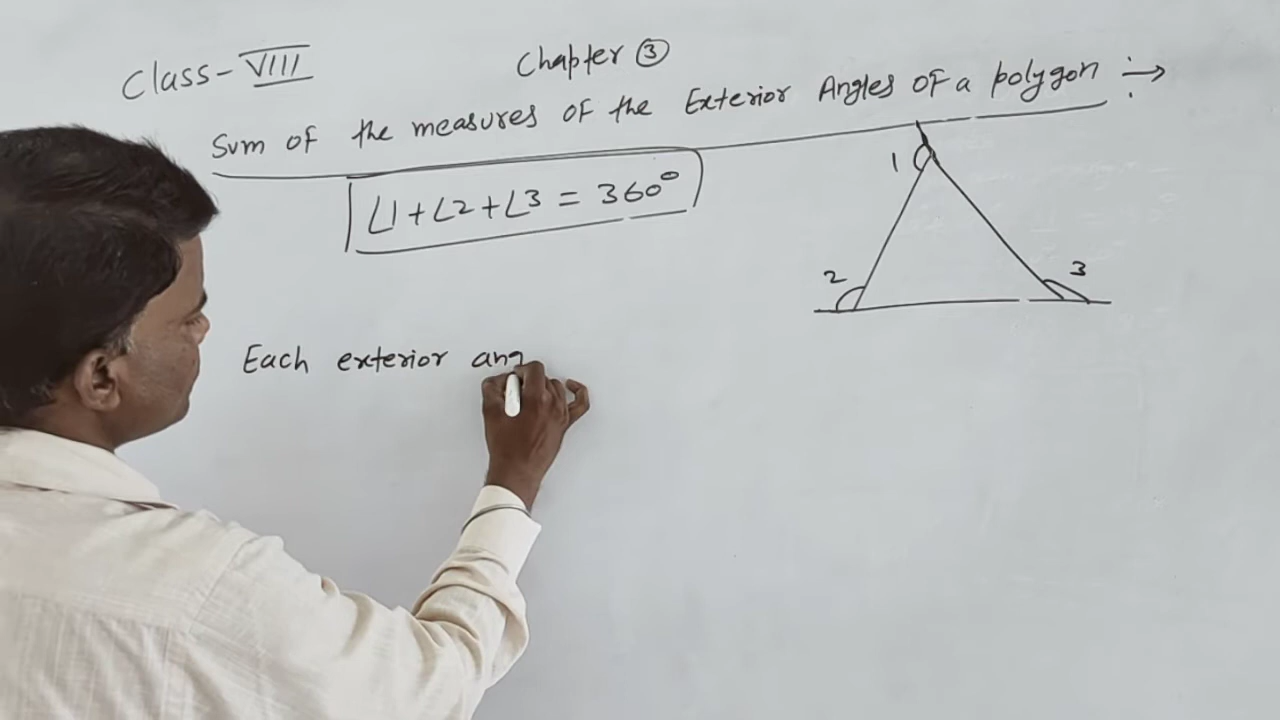 Class - VIII
Chapter ③
Sum of the measures of the Exterior Angles of a polygon :→
∠1+∠2+∠3 = 360°
1
2
3
Each exterior ang